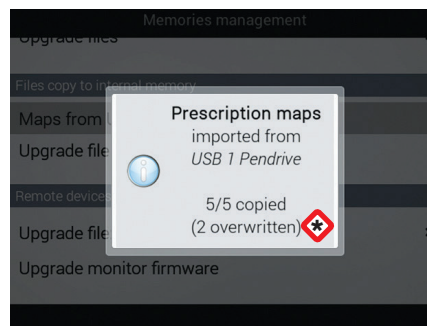 Memories management
Upgrade files
Files copy to internal memory
Maps from
Upgrade file
Remote devices
Upgrade file
Upgrade monitor firmware
Prescription maps
imported from
USB 1 Pendrive
5/5 copied
(2 overwritten) *